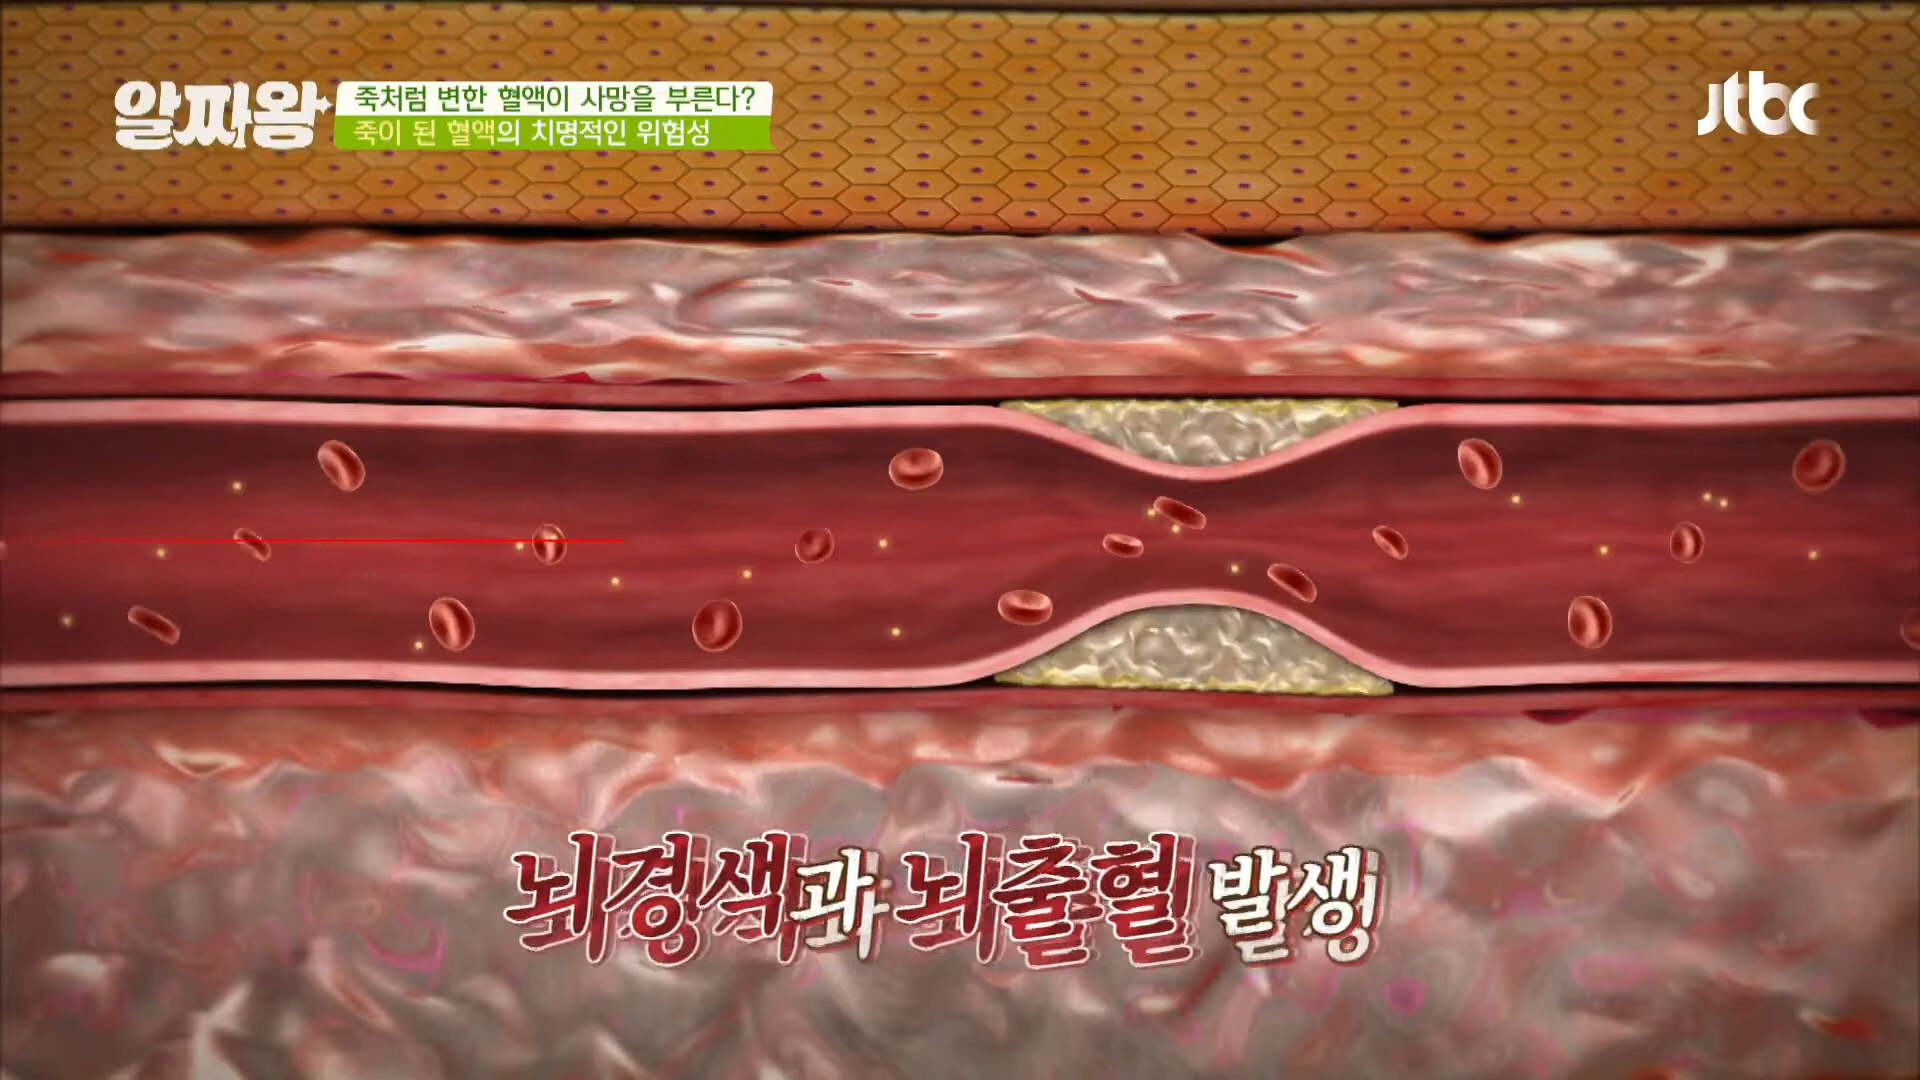 알짜왕
죽처럼 변한 혈액이 사망을 부른다?
죽이 된 혈액의 치명적인 위험성
jtbc
뇌경색과 뇌출혈 발생